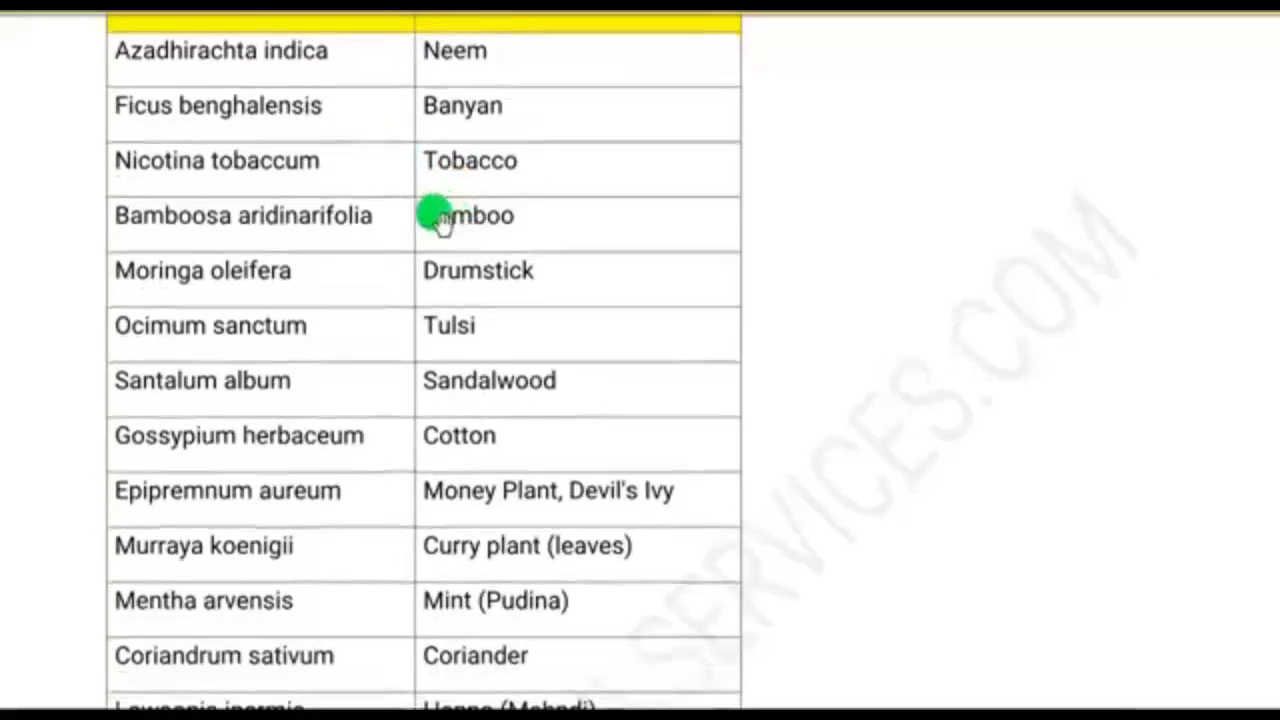 Azadhirachta indica Neem
Ficus benghalensis Banyan
Nicotina tobaccum Tobacco
Bamboosa aridinarifolia
Moringa oleifera Drumstick
Ocimum sanctum Tulsi
Santalum album Sandalwood
Gossypium herbaceum Cotton
Epipremnum aureum Money Plant, Devil's Ivy
Murraya koenigii Curry plant (leaves)
Mentha arvensis Mint (Pudina)
Coriandrum sativum Coriander
SERVICES.COM